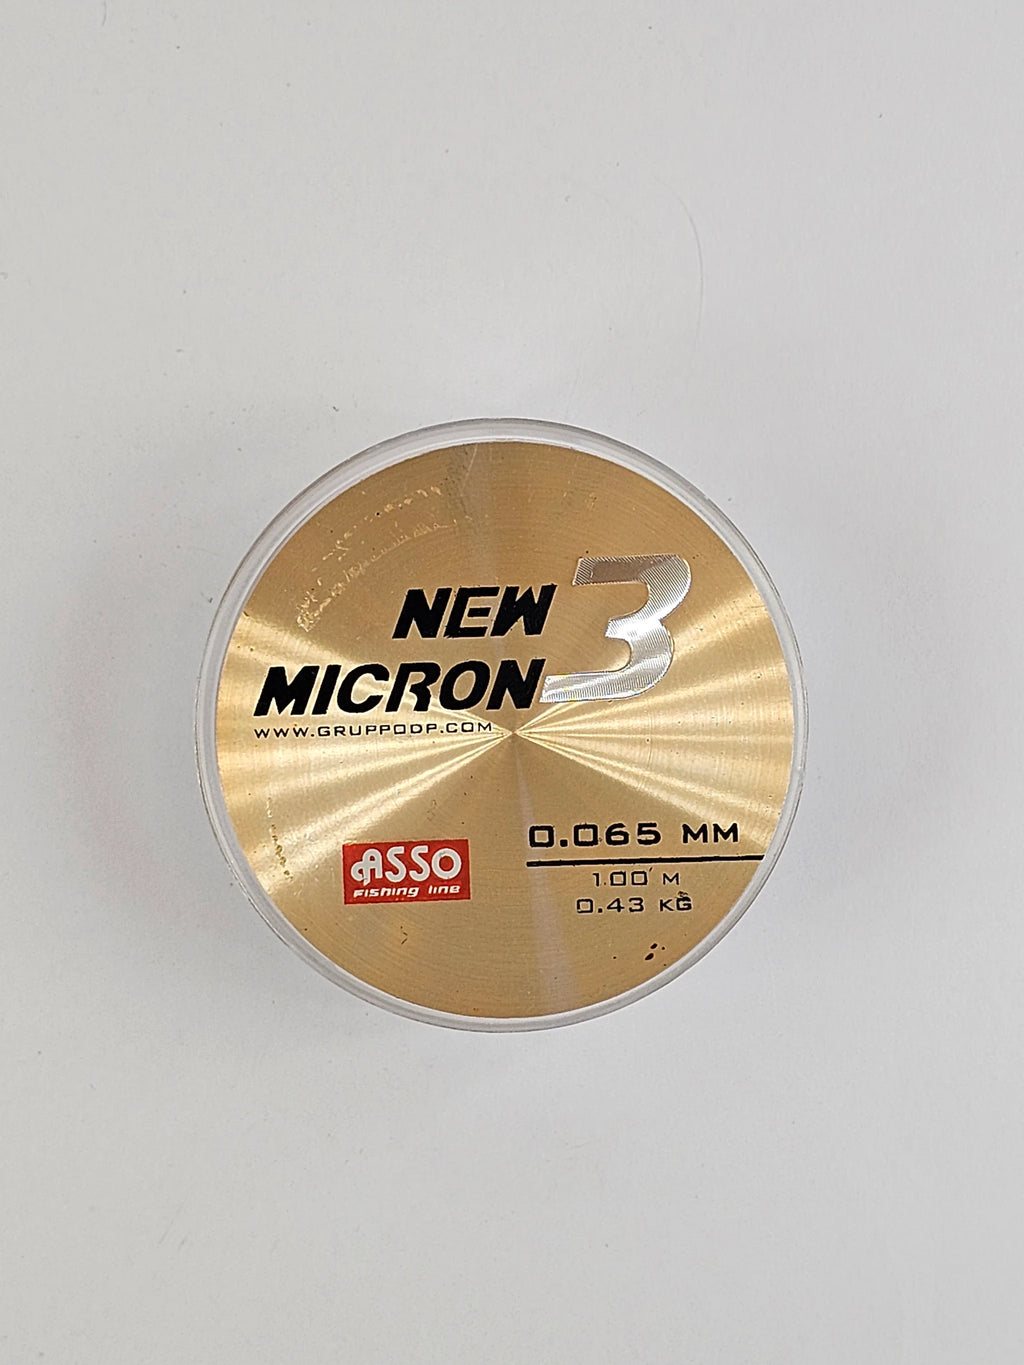 NEW 3
MICRON
WWW.GRUPPODP.COM
0.065 MM
100 M
0.43 KG
ASSO
FISHING LINE